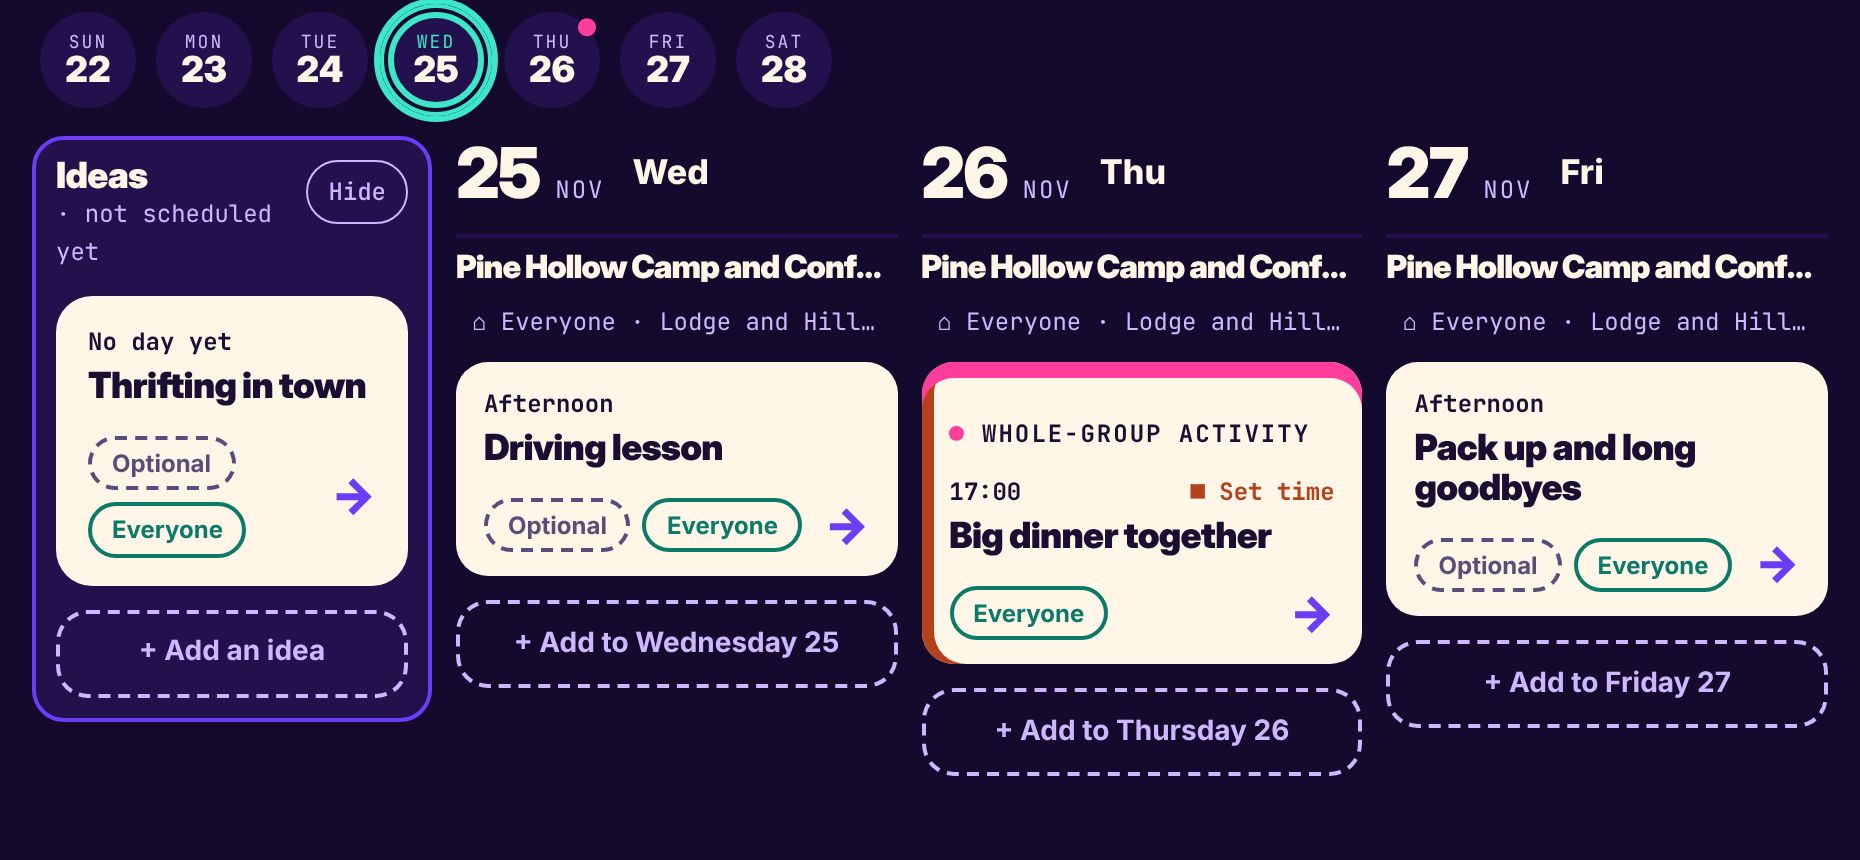 SUN MON TUE WED THU FRI SAT
22 23 24 25 26 27 28
Ideas
· not scheduled
yet
Hide
No day yet
Thrifting in town
Optional
Everyone
→
+ Add an idea
25 NOV Wed
Pine Hollow Camp and Conf…
⌂ Everyone · Lodge and Hill…
Afternoon
Driving lesson
Optional Everyone →
+ Add to Wednesday 25
26 NOV Thu
Pine Hollow Camp and Conf…
⌂ Everyone · Lodge and Hill…
WHOLE-GROUP ACTIVITY
17:00 ■ Set time
Big dinner together
Everyone →
+ Add to Thursday 26
27 NOV Fri
Pine Hollow Camp and Conf…
⌂ Everyone · Lodge and Hill…
Afternoon
Pack up and long
goodbyes
Optional Everyone →
+ Add to Friday 27